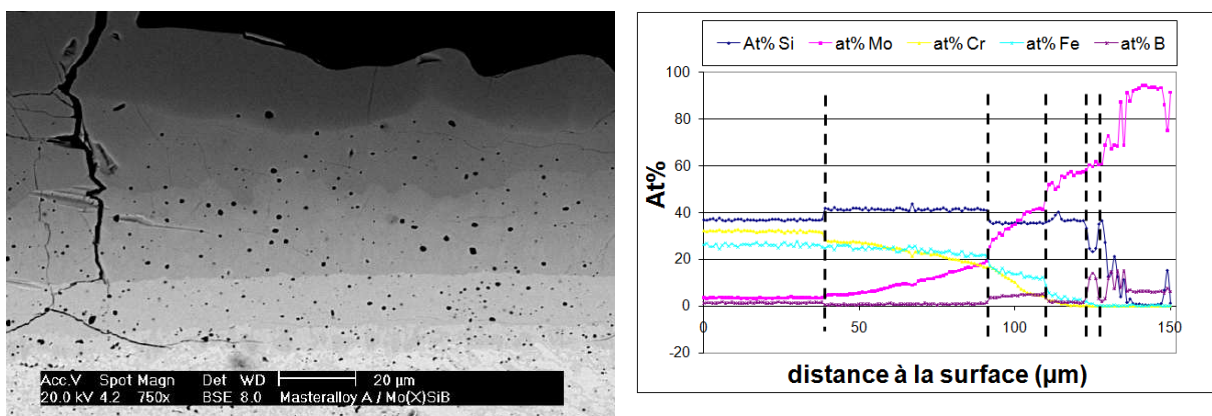 Acc.V Spot Magn Det WD 20 µm
20.0 kV 4.2 750x BSE 8.0 Masteralloy A / Mo(X)SiB
At% Si at% Mo at% Cr at% Fe at% B
At%
100
80
60
40
20
0
-20
0 50 100 150
distance à la surface (µm)